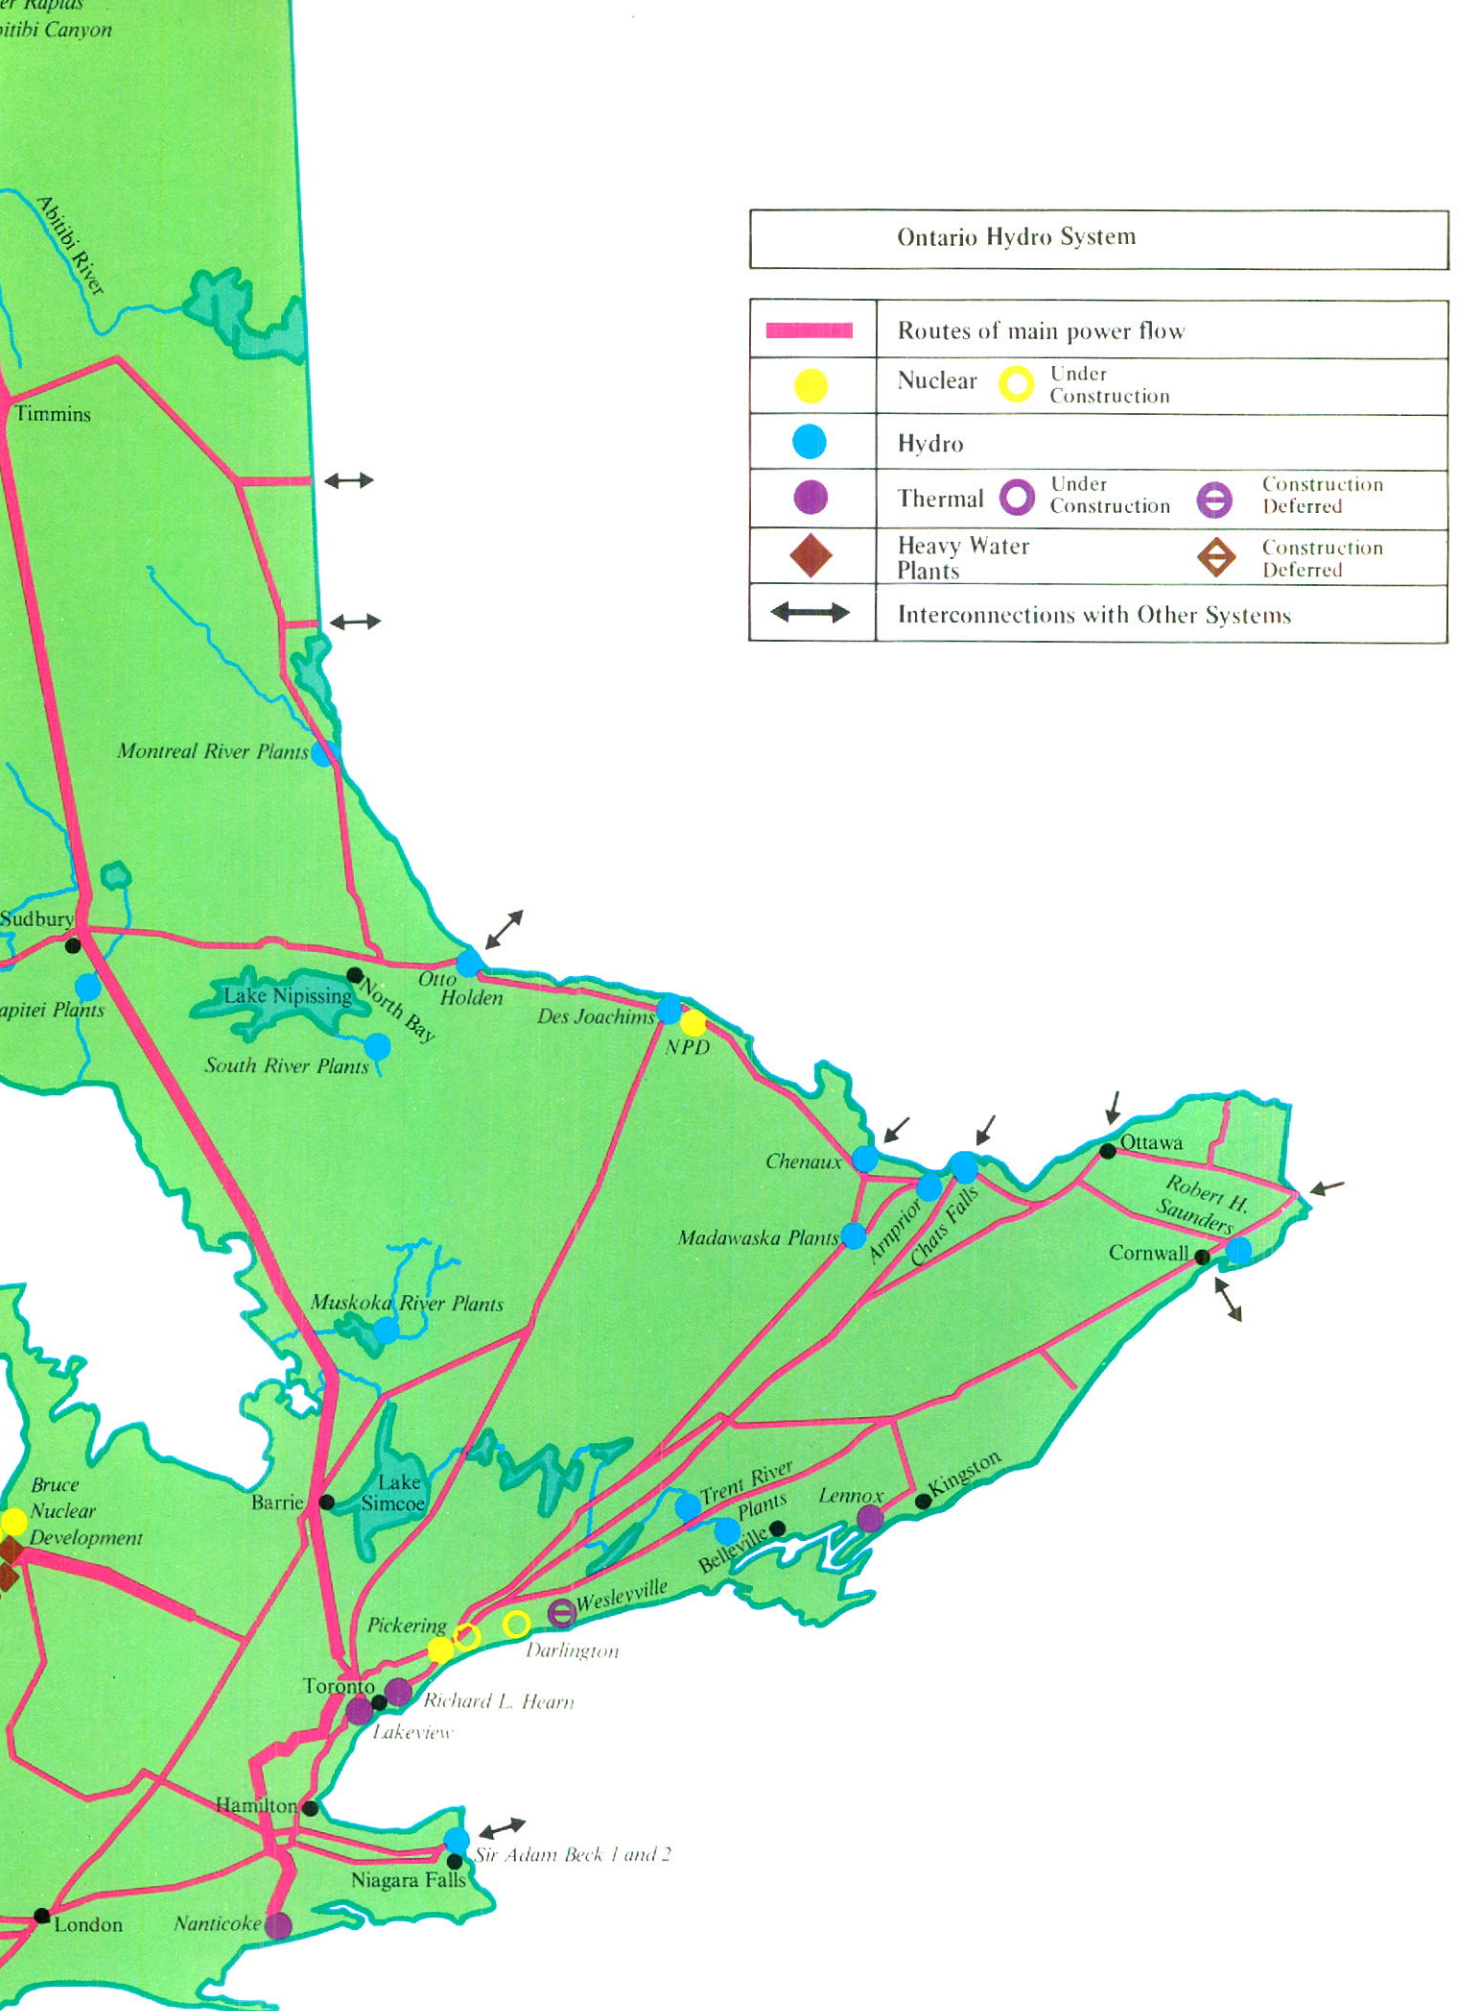 Rapids
Abitibi River
Ontario Hydro System
Routes of main power flow
Nuclear
Under
Construction
Hydro
Thermal
Under
Construction
Construction
Deferred
Heavy Water
Plants
Construction
Deferred
Interconnections with Other Systems
Timmins
Montreal River Plants
Sudbury
Plants
Lake Nipissing
North Bay
South River Plants
Otto
Holden
Des Joachims
NPD
Chenaux
Madawaska Plants
Arnprior
Chats Falls
Ottawa
Robert H.
Saunders
Cornwall
Muskoka River Plants
Bruce
Nuclear
Development
Barrie
Lake
Simcoe
Trent River
Plants
Belleville
Lennox
Kingston
Wesleyville
Pickering
Darlington
Toronto
Richard L. Hearn
Lakeview
Hamilton
Sir Adam Beck 1 and 2
Niagara Falls
London
Nanticoke